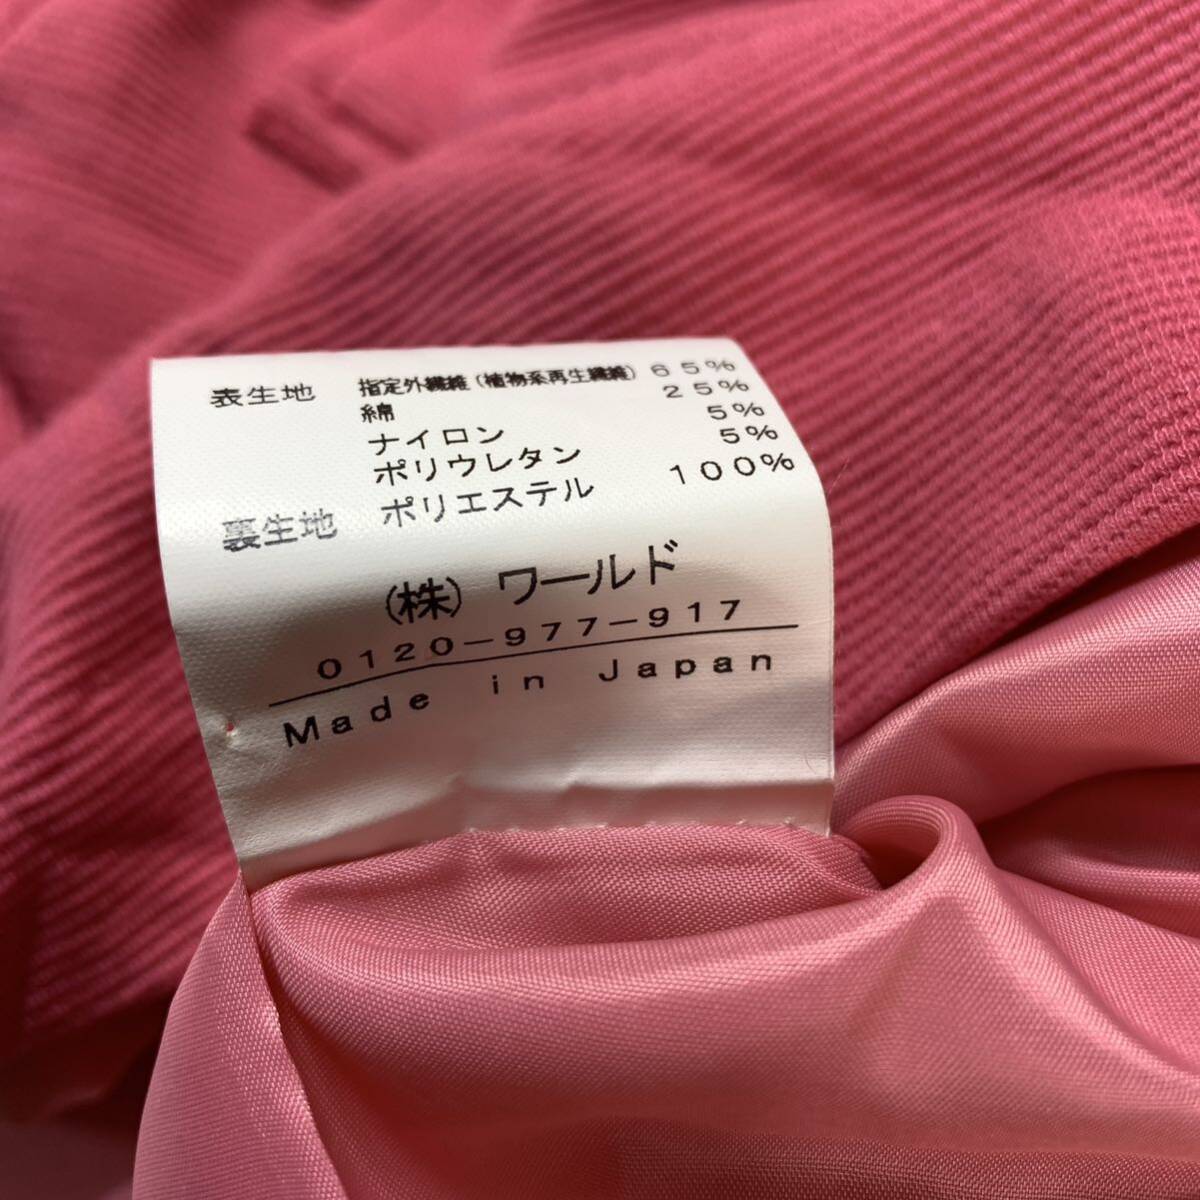 表生地 指定外繊維(植物系再生繊維) 65%
綿 25%
ナイロン 5%
ポリウレタン 5%
裏生地 ポリエステル 100%
(株) ワールド
0120-977-917
Made in Japan